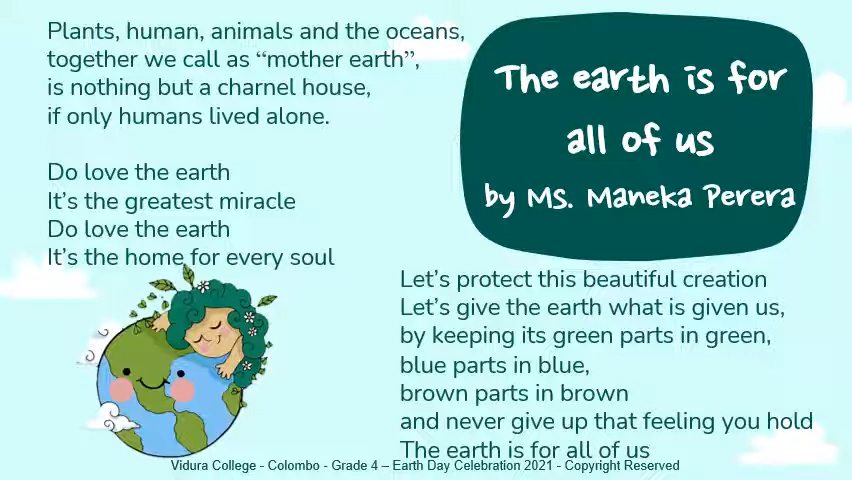 Plants, human, animals and the oceans,
together we call as “mother earth”,
is nothing but a charnel house,
if only humans lived alone.
Do love the earth
It’s the greatest miracle
Do love the earth
It’s the home for every soul
The earth is for
all of us
by Ms. Maneka Perera
Let’s protect this beautiful creation
Let’s give the earth what is given us,
by keeping its green parts in green,
blue parts in blue,
brown parts in brown
and never give up that feeling you hold
The earth is for all of us
Vidura College - Colombo - Grade 4 – Earth Day Celebration 2021 - Copyright Reserved